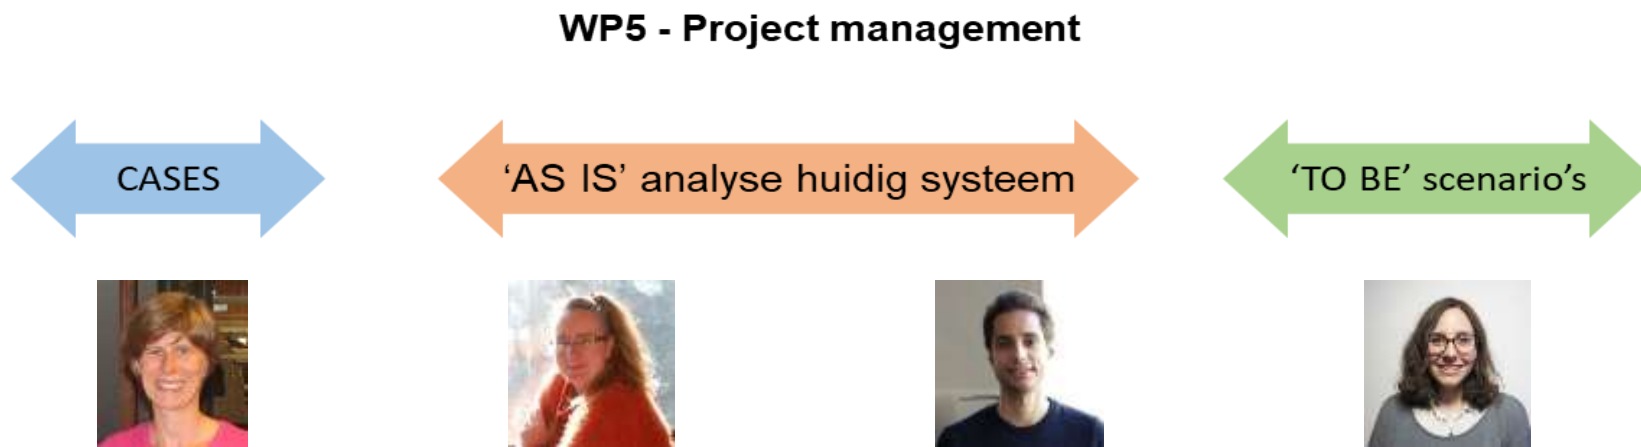 WP5 - Project management
CASES
‘AS IS’ analyse huidig systeem
‘TO BE’ scenario’s